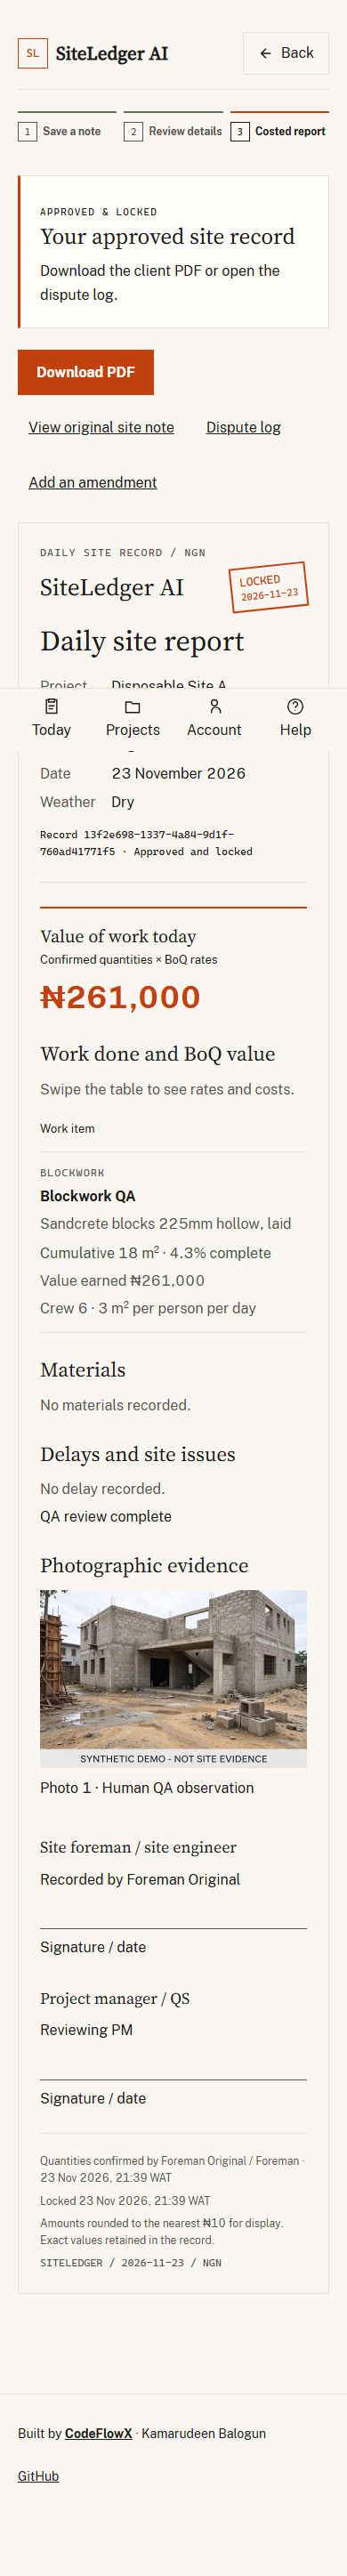 SL
SiteLedger AI
← Back
1 Save a note
2 Review details
3 Costed report
APPROVED & LOCKED
Your approved site record
Download the client PDF or open the
dispute log.
Download PDF
View original site note
Dispute log
Add an amendment
DAILY SITE RECORD / NGN
SiteLedger AI
LOCKED
2026-11-23
Daily site report
Project Disposable Site A
Today
Projects
Account
Help
Date 23 November 2026
Weather Dry
Record 13f2e698-1337-4a84-9d1f-
760ad41771f5 · Approved and locked
Value of work today
Confirmed quantities × BoQ rates
₦261,000
Work done and BoQ value
Swipe the table to see rates and costs.
Work item
BLOCKWORK
Blockwork QA
Sandcrete blocks 225mm hollow, laid
Cumulative 18 m² · 4.3% complete
Value earned ₦261,000
Crew 6 · 3 m² per person per day
Materials
No materials recorded.
Delays and site issues
No delay recorded.
QA review complete
Photographic evidence
SYNTHETIC DEMO - NOT SITE EVIDENCE
Photo 1 · Human QA observation
Site foreman / site engineer
Recorded by Foreman Original
Signature / date
Project manager / QS
Reviewing PM
Signature / date
Quantities confirmed by Foreman Original / Foreman ·
23 Nov 2026, 21:39 WAT
Locked 23 Nov 2026, 21:39 WAT
Amounts rounded to the nearest ₦10 for display.
Exact values retained in the record.
SITELEDGER / 2026-11-23 / NGN
Built by CodeFlowX · Kamarudeen Balogun
GitHub